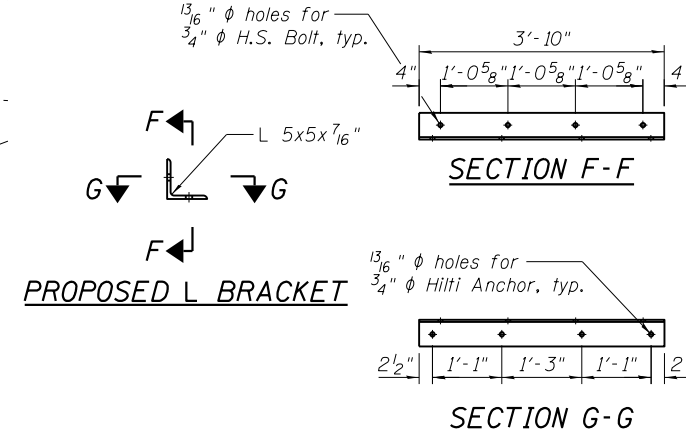 13/16" ϕ holes for
3/4" ϕ H.S. Bolt, typ.
3'-10"
4" 1'-0 5/8" 1'-0 5/8" 1'-0 5/8" 4
SECTION F-F
F
L 5x5x 7/16"
G G
F
PROPOSED L BRACKET
13/16" ϕ holes for
3/4" ϕ Hilti Anchor, typ.
2 1/2" 1'-1" 1'-3" 1'-1" 2
SECTION G-G